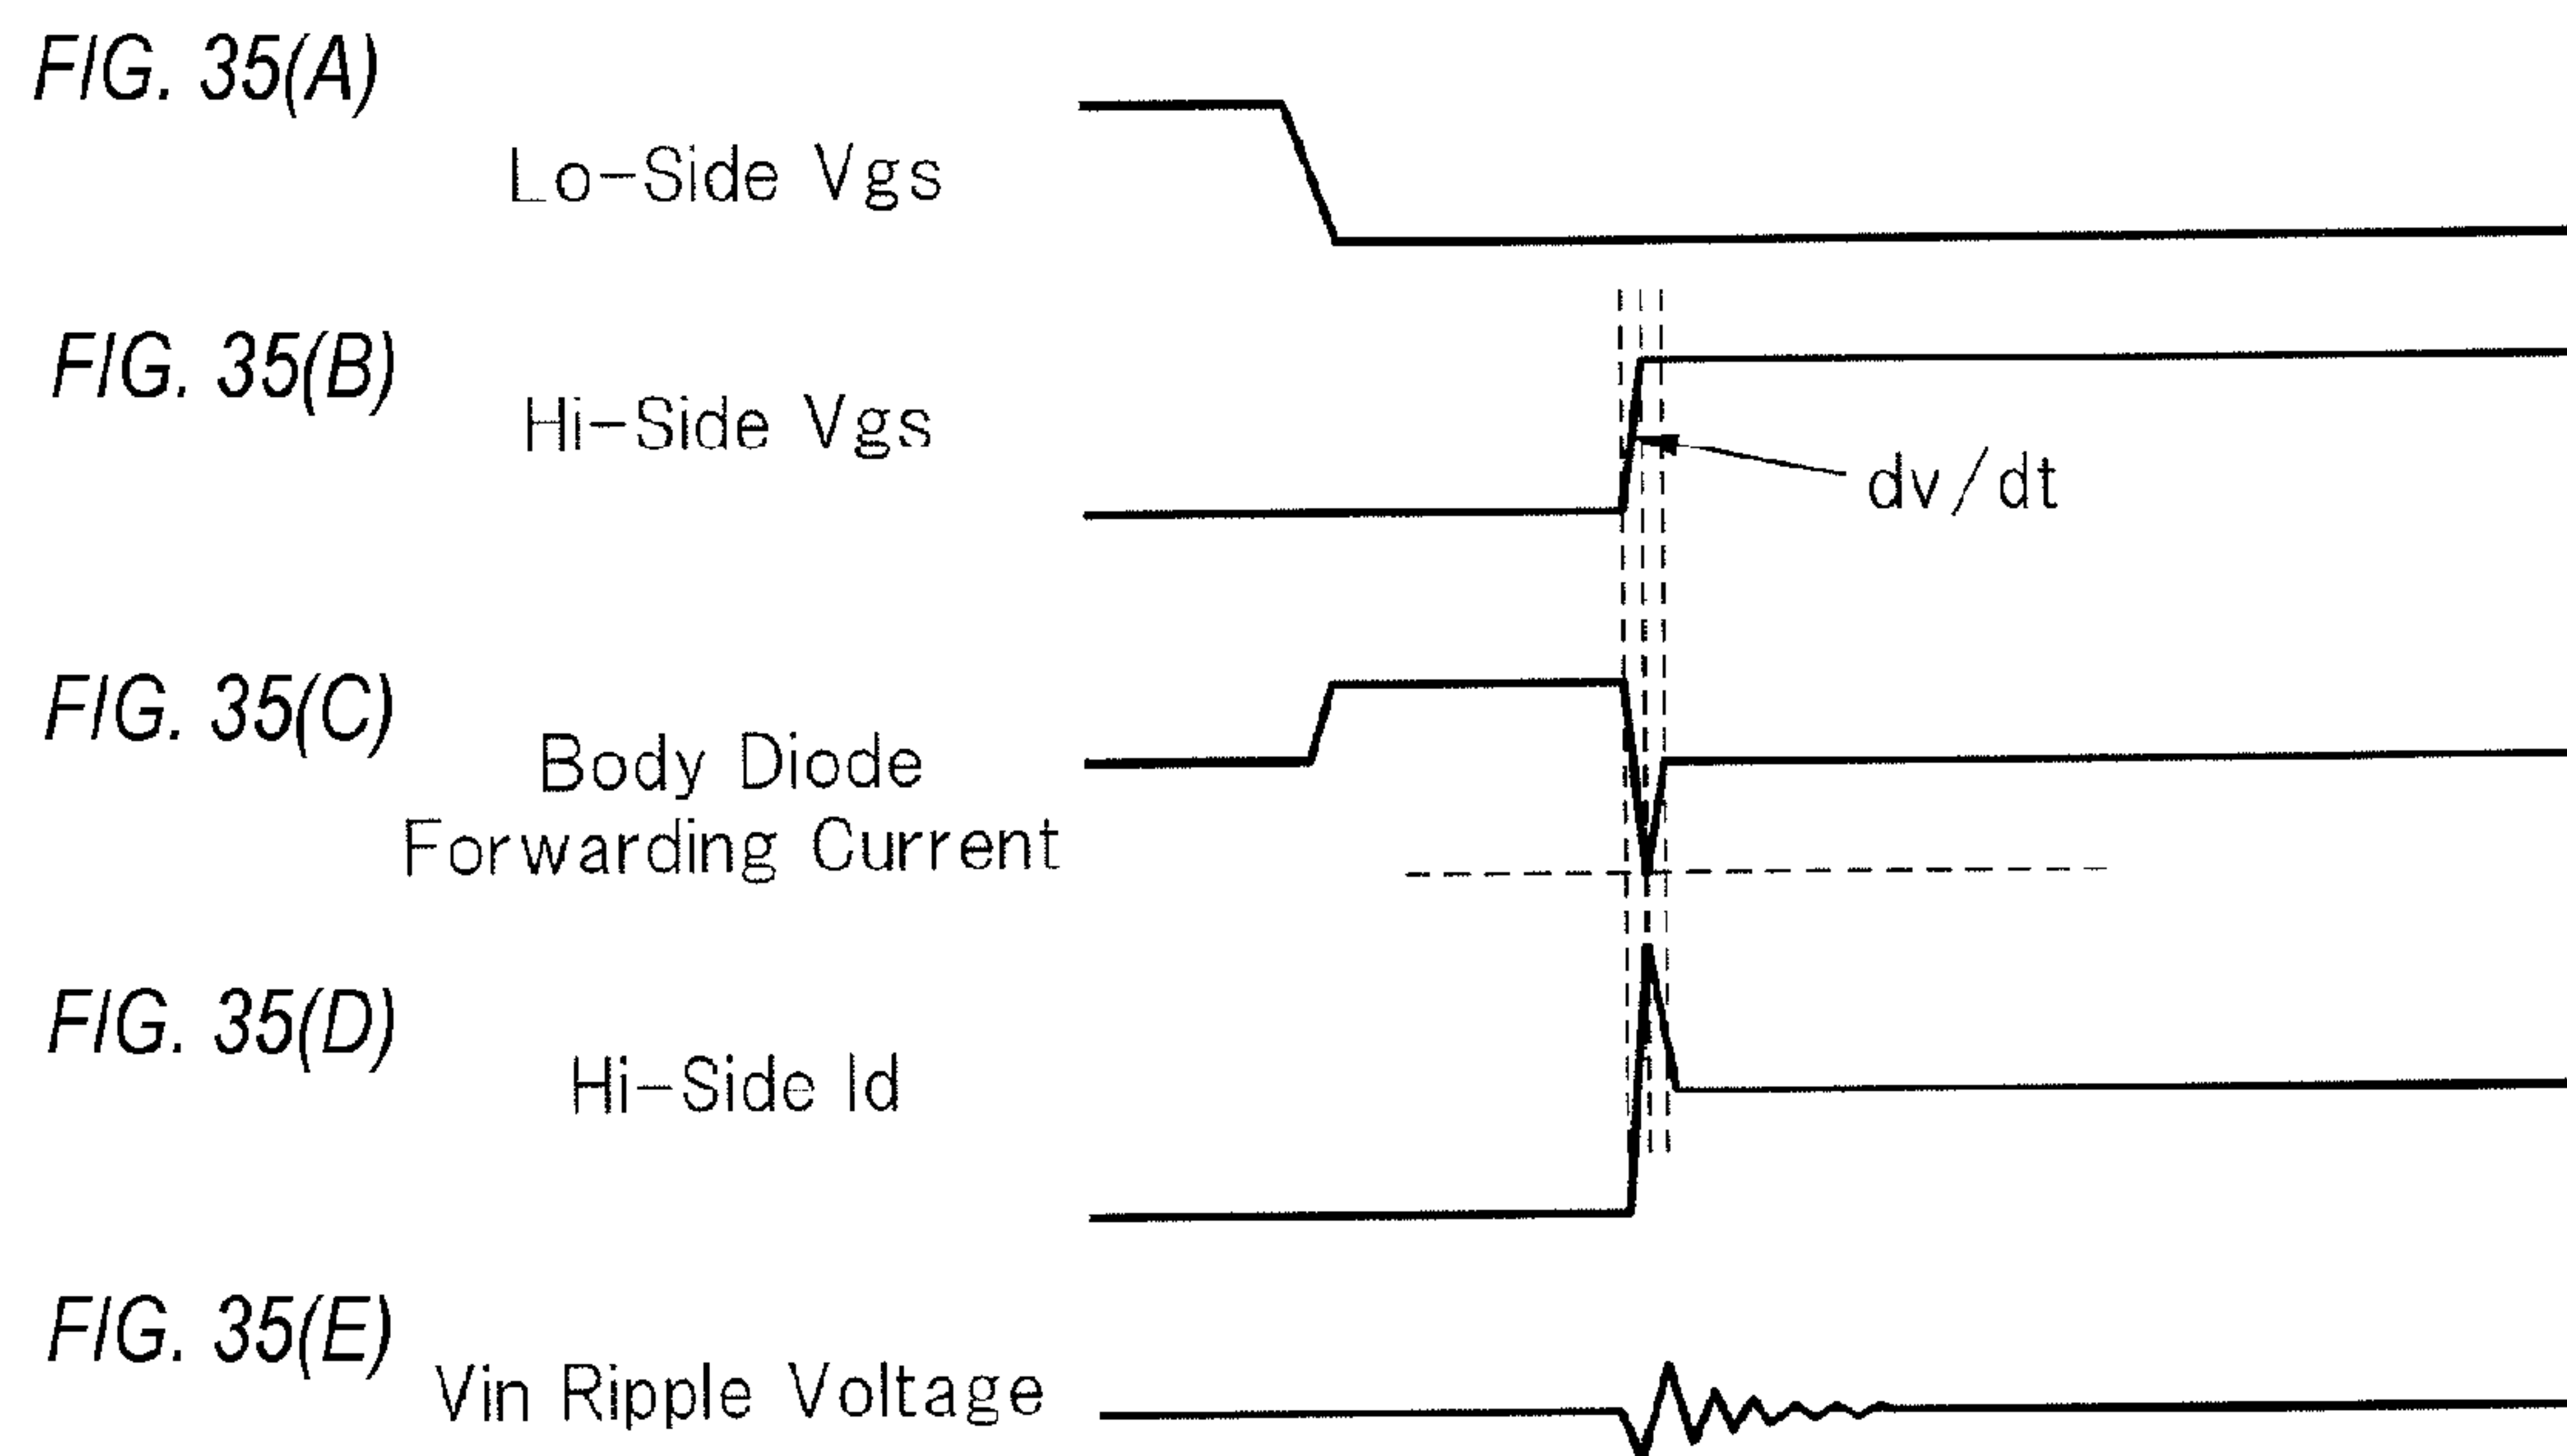 FIG. 35(A)
Lo-Side Vgs
FIG. 35(B)
Hi-Side Vgs
dv/dt
FIG. 35(C)
Body Diode
Forwarding Current
FIG. 35(D)
Hi-Side Id
FIG. 35(E)
Vin Ripple Voltage